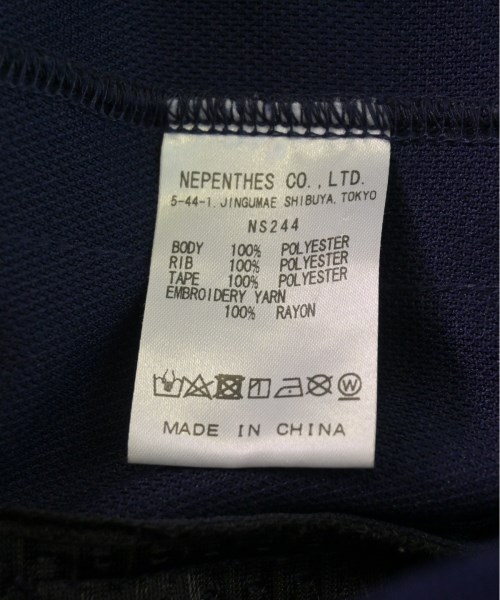 NEPENTHES CO.,LTD.
5-44-1, JINGUMAE SHIBUYA, TOKYO
NS244
BODY 100% POLYESTER
RIB 100% POLYESTER
TAPE 100% POLYESTER
EMBROIDERY YARN
100% RAYON
W
MADE IN CHINA